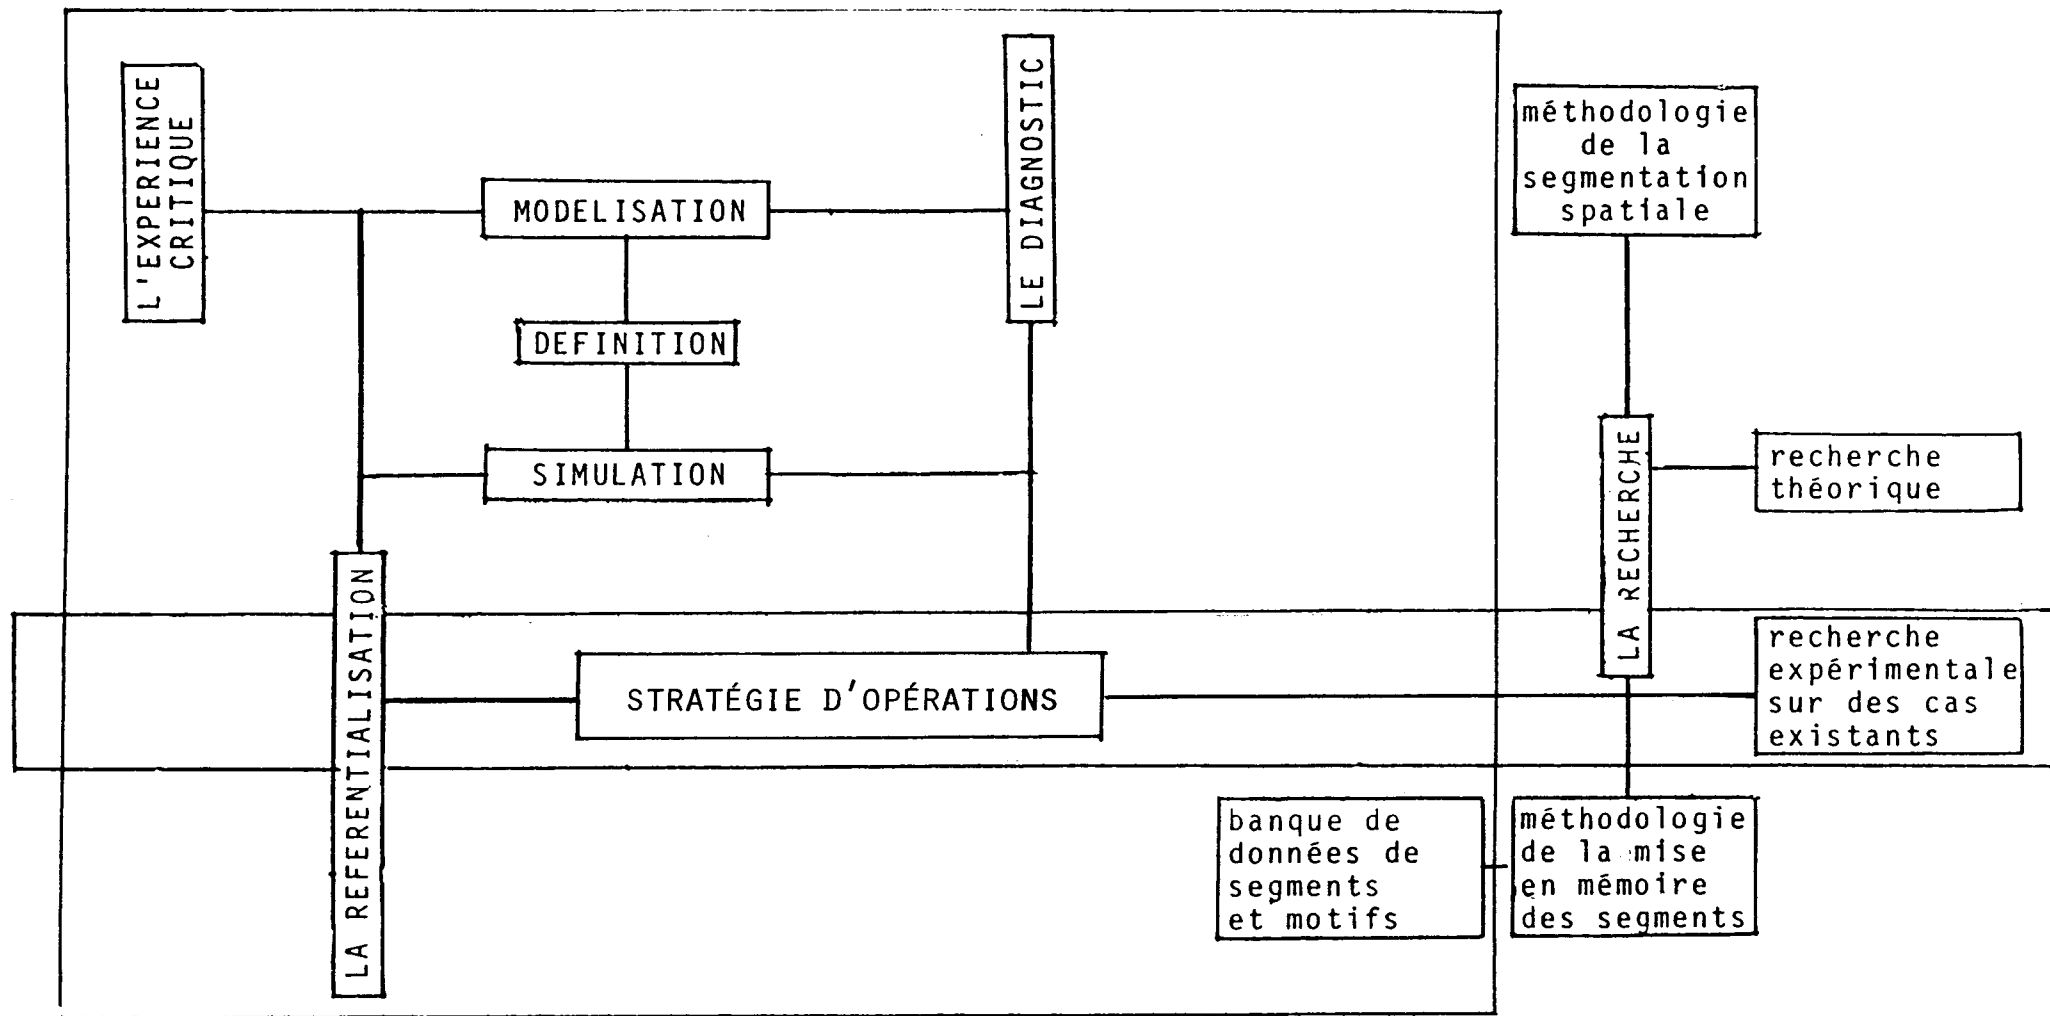 L'EXPERIENCE
CRITIQUE
MODELISATION
DEFINITION
SIMULATION
LE DIAGNOSTIC
LA REFERENTIALISATION
STRATÉGIE D'OPÉRATIONS
méthodologie
de la
segmentation
spatiale
LA RECHERCHE
recherche
théorique
recherche
expérimentale
sur des cas
existants
banque de
données de
segments
et motifs
méthodologie
de la mise
en mémoire
des segments